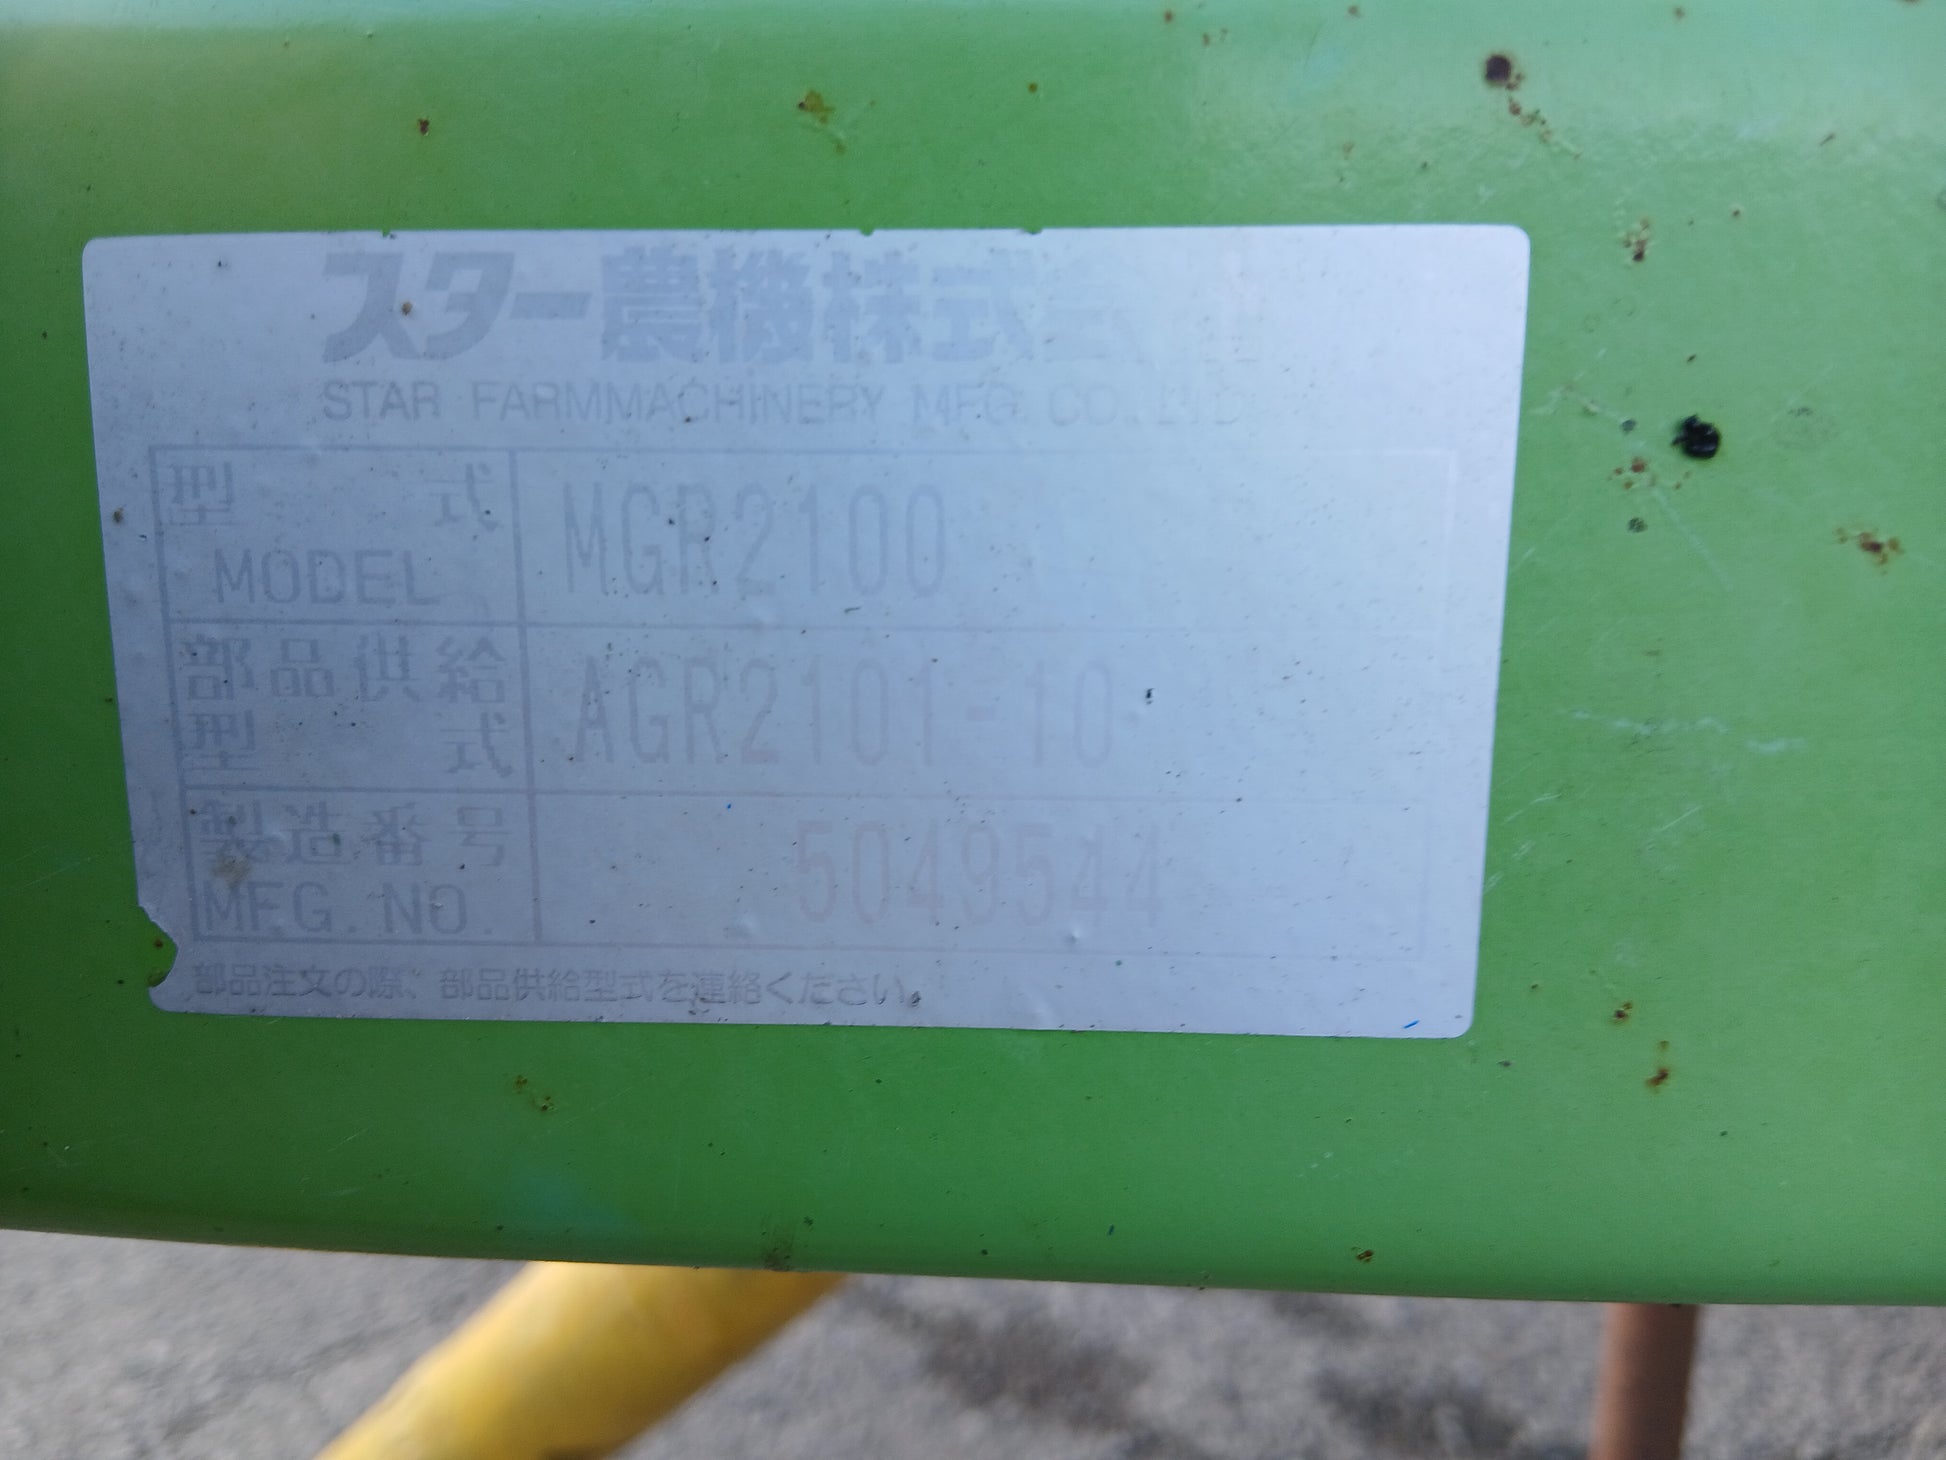 スター農機株式会
STAR FARMMACHINERY MFG. CO., LTD
型 式 MGR2100
MODEL
部品供給 AGR2101-10
型 式
製造番号 5049544
MFG. NO.
部品注文の際、部品供給型式を連絡ください。